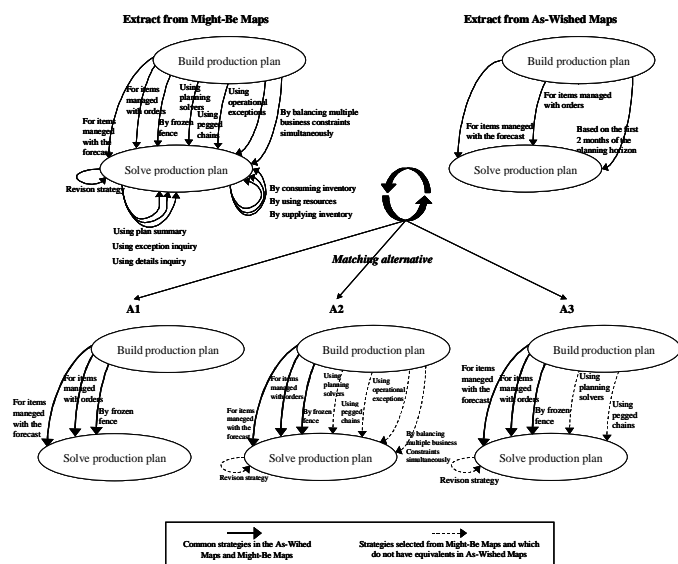 Extract from Might-Be Maps
Extract from As-Wished Maps
Build production plan
For items
maneged
with the
forecast
For items
managed
with orders
By frozen
fence
Using
planning
solvers
Using
pegged
chains
Using
operational
exceptions
By balancing multiple
business constraints
simultaneously
Solve production plan
Revison strategy
By consuming inventory
By using resources
By supplying inventory
Using plan summary
Using exception inquiry
Using details inquiry
Build production plan
For items managed
with orders
For items maneged
with the forecast
Based on the first
2 months of the
planning horizon
Solve production plan
Matching alternative
A1
A2
A3
Build production plan
For items
maneged
with the
forecast
For items
managed
with orders
By frozen
fence
Solve production plan
Build production plan
For items
maneged
with the
forecast
For items
managed
with orders
By frozen
fence
Using
planning
solvers
Using
pegged
chains
Using
operational
exceptions
By balancing
multiple business
Constraints
simultaneously
Solve production plan
Revison strategy
Build production plan
For items
maneged
with the
forecast
For items
managed
with orders
By frozen
fence
Using
planning
solvers
Using
pegged
chains
Solve production plan
Revison strategy
Common strategies in the As-Wihed
Maps and Might-Be Maps
Strategies selected from Might-Be Maps and which
do not have equivalents in As-Wished Maps